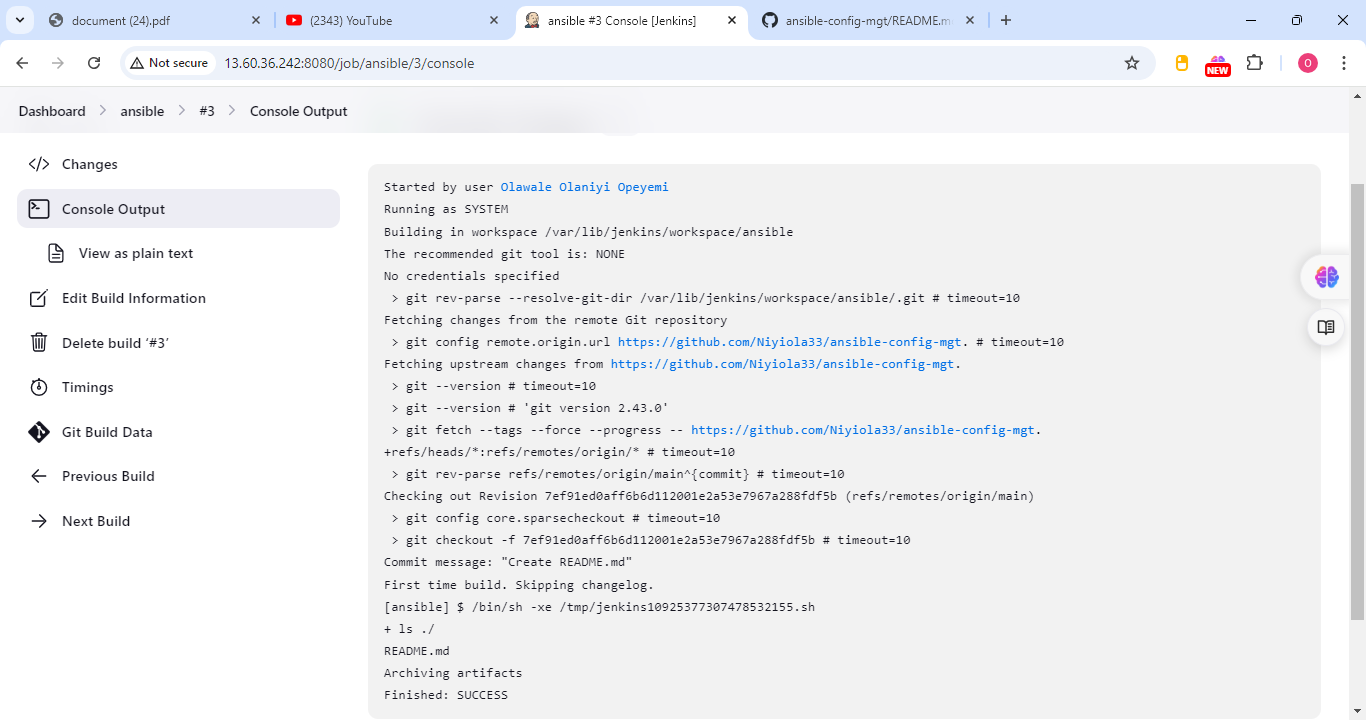 document (24).pdf
(2343) YouTube
ansible #3 Console [Jenkins]
ansible-config-mgt/README.m
Not secure
13.60.36.242:8080/job/ansible/3/console
NEW
O
Dashboard
ansible
#3
Console Output
Changes
Console Output
View as plain text
Edit Build Information
Delete build ‘#3’
Timings
Git Build Data
Previous Build
Next Build
Started by user Olawale Olaniyi Opeyemi
Running as SYSTEM
Building in workspace /var/lib/jenkins/workspace/ansible
The recommended git tool is: NONE
No credentials specified
> git rev-parse --resolve-git-dir /var/lib/jenkins/workspace/ansible/.git # timeout=10
Fetching changes from the remote Git repository
> git config remote.origin.url https://github.com/Niyiola33/ansible-config-mgt. # timeout=10
Fetching upstream changes from https://github.com/Niyiola33/ansible-config-mgt.
> git --version # timeout=10
> git --version # 'git version 2.43.0'
> git fetch --tags --force --progress -- https://github.com/Niyiola33/ansible-config-mgt.
+refs/heads/*:refs/remotes/origin/* # timeout=10
> git rev-parse refs/remotes/origin/main^{commit} # timeout=10
Checking out Revision 7ef91ed0aff6b6d112001e2a53e7967a288fdf5b (refs/remotes/origin/main)
> git config core.sparsecheckout # timeout=10
> git checkout -f 7ef91ed0aff6b6d112001e2a53e7967a288fdf5b # timeout=10
Commit message: "Create README.md"
First time build. Skipping changelog.
[ansible] $ /bin/sh -xe /tmp/jenkins10925377307478532155.sh
+ ls ./
README.md
Archiving artifacts
Finished: SUCCESS